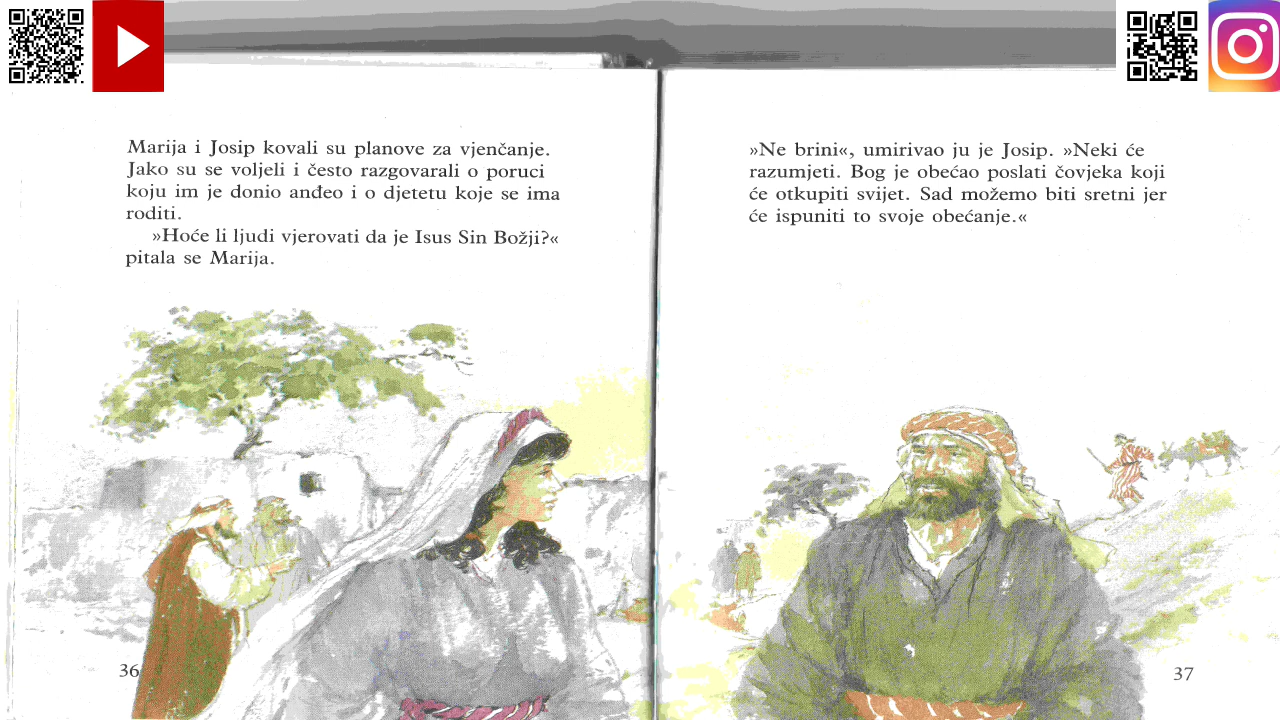 Marija i Josip kovali su planove za vjenčanje.
Jako su se voljeli i često razgovarali o poruci
koju im je donio anđeo i o djetetu koje se ima
roditi.
»Hoće li ljudi vjerovati da je Isus Sin Božji?«
pitala se Marija.
36
»Ne brini«, umirivao ju je Josip. »Neki će
razumjeti. Bog je obećao poslati čovjeka koji
će otkupiti svijet. Sad možemo biti sretni jer
će ispuniti to svoje obećanje.«
37